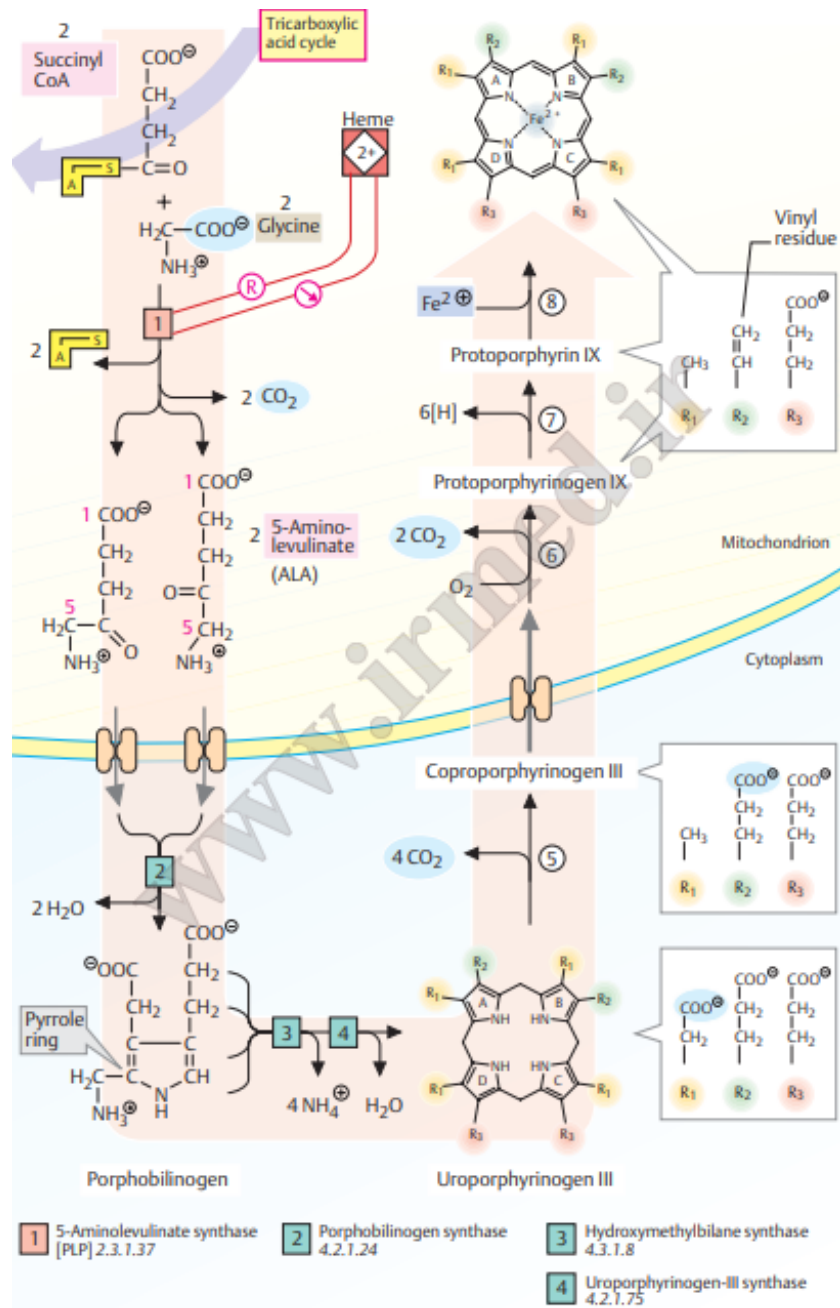 2
Succinyl
CoA
COO⊖
CH2
CH2
A
S
C=O
+
H2C
COO⊖
NH3⊕
2
Glycine
Tricarboxylic
acid cycle
Heme
2+
R
1
2
A
S
2 CO2
1
COO⊖
CH2
CH2
5
H2C
C
O
NH3⊕
1
COO⊖
CH2
CH2
O=C
5
CH2
NH3⊕
2
5-Amino-
levulinate
(ALA)
2
2 H2O
⊖OOC
CH2
COO⊖
CH2
CH2
C
C
H2C
C
CH
N
H
NH3⊕
Pyrrole
ring
Porphobilinogen
3
4
4 NH4⊕
H2O
R2
R1
R1
A
B
R2
N
N
Fe2+
N
N
R1
D
C
R1
R3
R3
Fe2⊕
8
Protoporphyrin IX
6[H]
7
Protoporphyrinogen IX
2 CO2
6
O2
Vinyl
residue
CH3
CH2
CH
COO⊖
CH2
CH2
R1
R2
R3
Mitochondrion
Cytoplasm
Coproporphyrinogen III
4 CO2
5
CH3
COO⊖
CH2
CH2
COO⊖
CH2
CH2
R1
R2
R3
R2
R1
R1
A
B
R2
NH
HN
NH
HN
R1
D
C
R1
R3
R3
Uroporphyrinogen III
COO⊖
CH2
COO⊖
CH2
CH2
COO⊖
CH2
CH2
R1
R2
R3
www.irmed.ir
1
5-Aminolevulinate synthase
[PLP] 2.3.1.37
2
Porphobilinogen synthase
4.2.1.24
3
Hydroxymethylbilane synthase
4.3.1.8
4
Uroporphyrinogen-III synthase
4.2.1.75